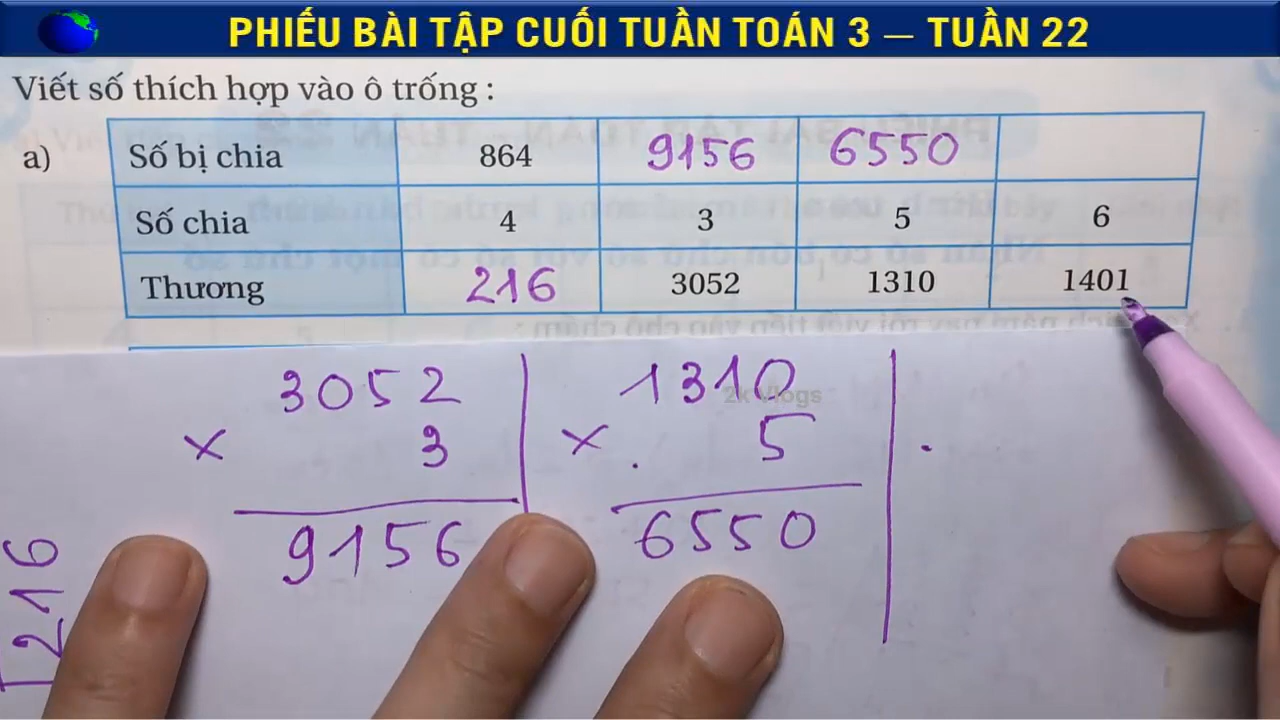 PHIẾU BÀI TẬP CUỐI TUẦN TOÁN 3 – TUẦN 22
Viết số thích hợp vào ô trống :
a) Số bị chia 864 9156 6550
Số chia 4 3 5 6
Thương 216 3052 1310 1401
3052
× 3
9156
1310
× 5
6550
2k Vlogs
216